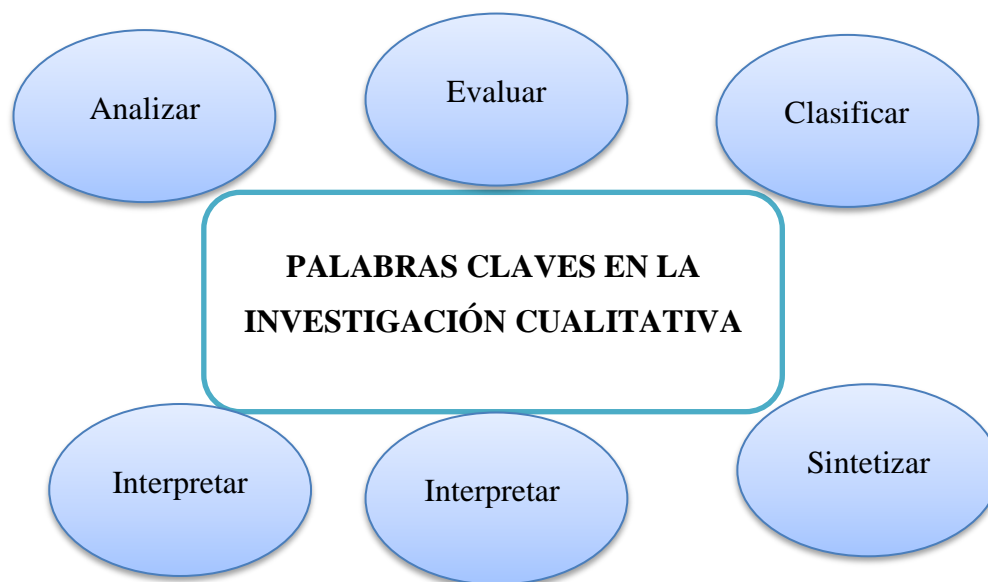 Analizar
Evaluar
Clasificar
PALABRAS CLAVES EN LA
INVESTIGACIÓN CUALITATIVA
Interpretar
Interpretar
Sintetizar